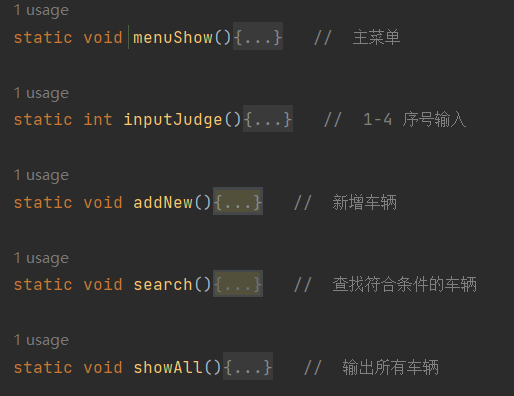 1 usage
static void menuShow(){...}   //  主菜单
1 usage
static int inputJudge(){...}   //  1-4 序号输入
1 usage
static void addNew(){...}   //  新增车辆
1 usage
static void search(){...}   //  查找符合条件的车辆
1 usage
static void showAll(){...}   //  输出所有车辆